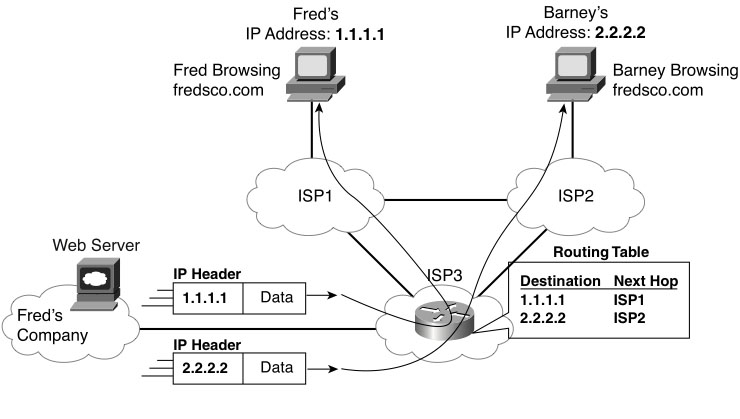 Fred's
IP Address: 1.1.1.1
Barney's
IP Address: 2.2.2.2
Fred Browsing
fredsco.com
Barney Browsing
fredsco.com
ISP1
ISP2
Web Server
Routing Table
IP Header
ISP3
Destination Next Hop
1.1.1.1 Data
1.1.1.1 ISP1
Fred's
Company
2.2.2.2 ISP2
IP Header
2.2.2.2 Data